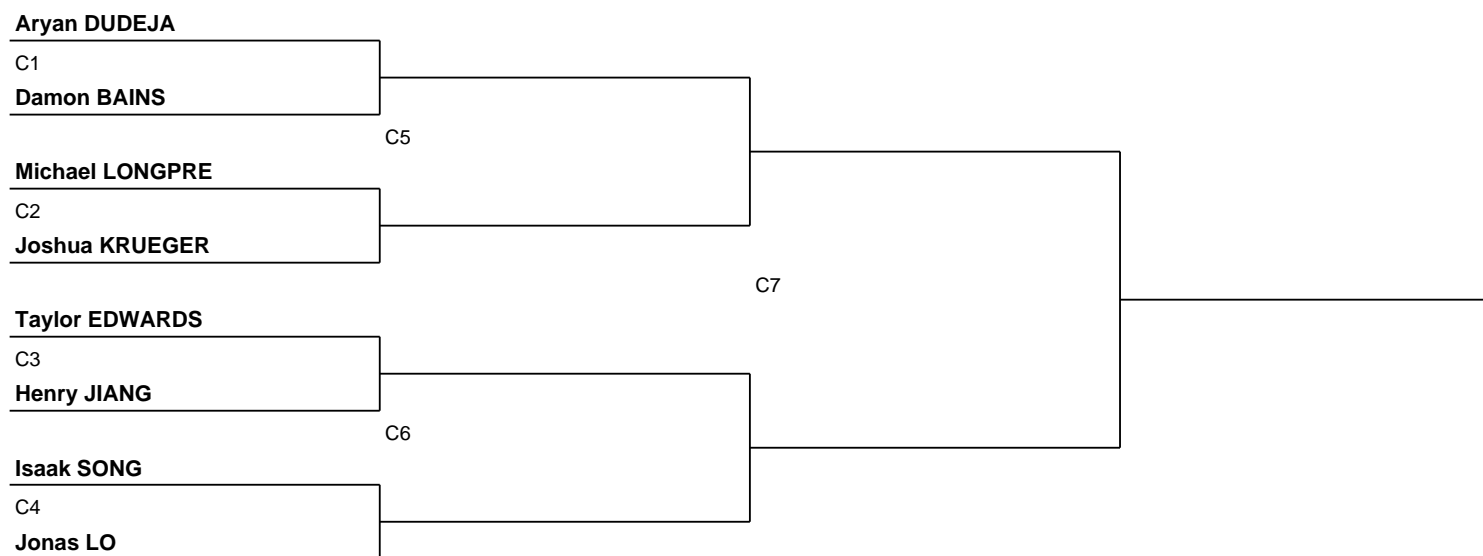 Aryan DUDEJA
C1
Damon BAINS
C5
Michael LONGPRE
C2
Joshua KRUEGER
C7
Taylor EDWARDS
C3
Henry JIANG
C6
Isaak SONG
C4
Jonas LO